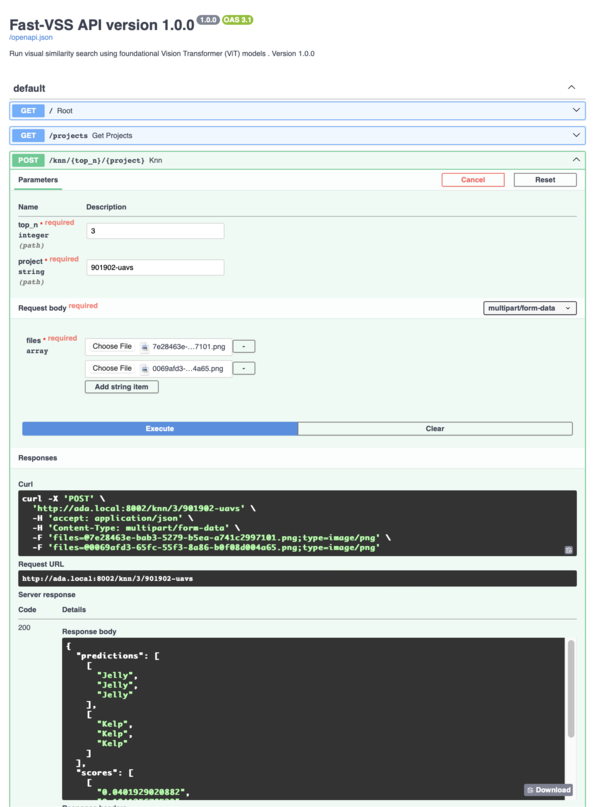 Fast-VSS API version 1.0.0 1.0.0 OAS 3.1
/openapi.json
Run visual similarity search using foundational Vision Transformer (ViT) models . Version 1.0.0
default
GET / Root
GET /projects Get Projects
POST /knn/{top_n}/{project} Knn
Parameters Cancel Reset
Name Description
top_n * required
integer
(path)
3
project * required
string
(path)
901902-uavs
Request body required multipart/form-data
files * required
array
Choose File 7e28463e-...7101.png -
Choose File 0069afd3-...4a65.png -
Add string item
Execute Clear
Responses
Curl
curl -X 'POST' \
'http://ada.local:8002/knn/3/901902-uavs' \
-H 'accept: application/json' \
-H 'Content-Type: multipart/form-data' \
-F 'files=@7e28463e-bab3-5279-b5ea-a741c2997101.png;type=image/png' \
-F 'files=@0069afd3-65fc-55f3-8a86-b0f08d004a65.png;type=image/png'
Request URL
http://ada.local:8002/knn/3/901902-uavs
Server response
Code Details
200
Response body
{
"predictions": [
[
"Jelly",
"Jelly",
"Jelly"
],
[
"Kelp",
"Kelp",
"Kelp"
]
],
"scores": [
[
"0.0401929020882",
Download